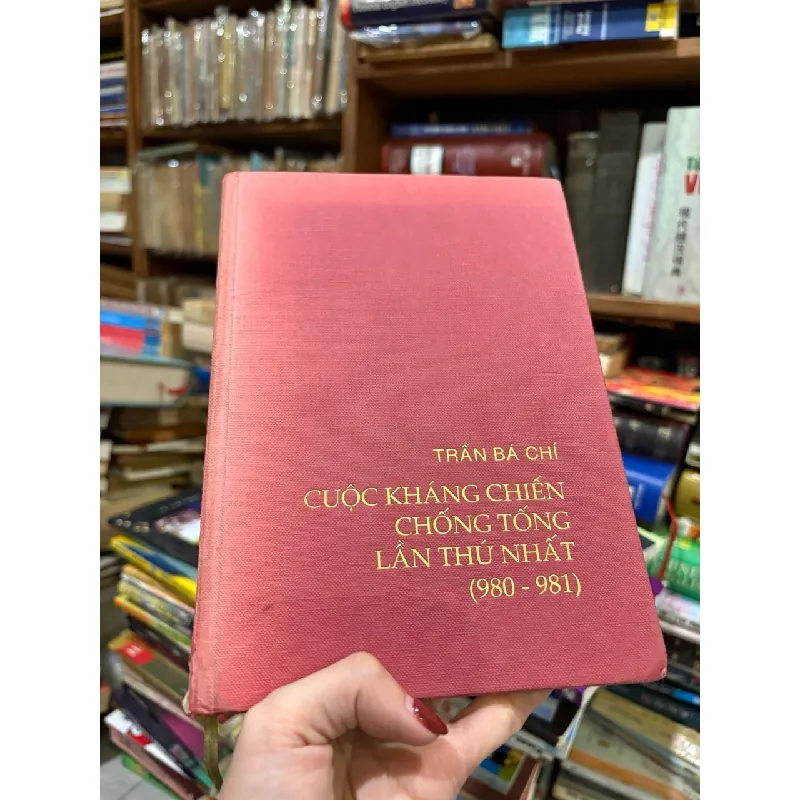 TRẦN BÁ CHÍ
CUỘC KHÁNG CHIẾN
CHỐNG TỐNG
LẦN THỨ NHẤT
(980 - 981)